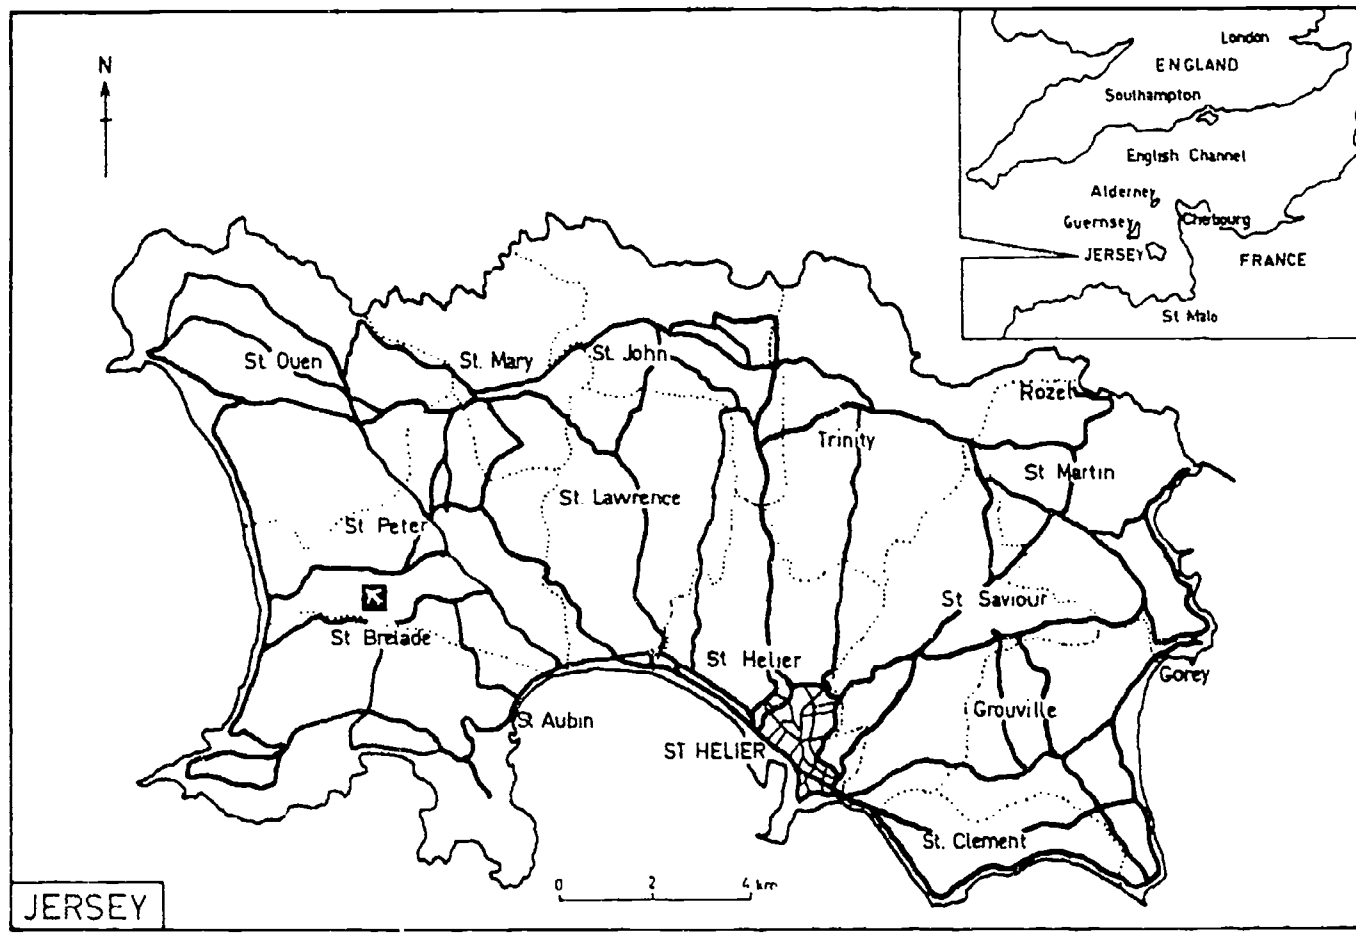 N
London
ENGLAND
Southampton
English Channel
Alderney
Guernsey
Cherbourg
JERSEY
FRANCE
St Malo
St Ouen
St. Mary
St. John
Rozel
Trinity
St Martin
St. Lawrence
St Peter
St Saviour
St Brelade
St Helier
Gorey
Grouville
St Aubin
ST HELIER
St. Clement
0 2 4 km
JERSEY